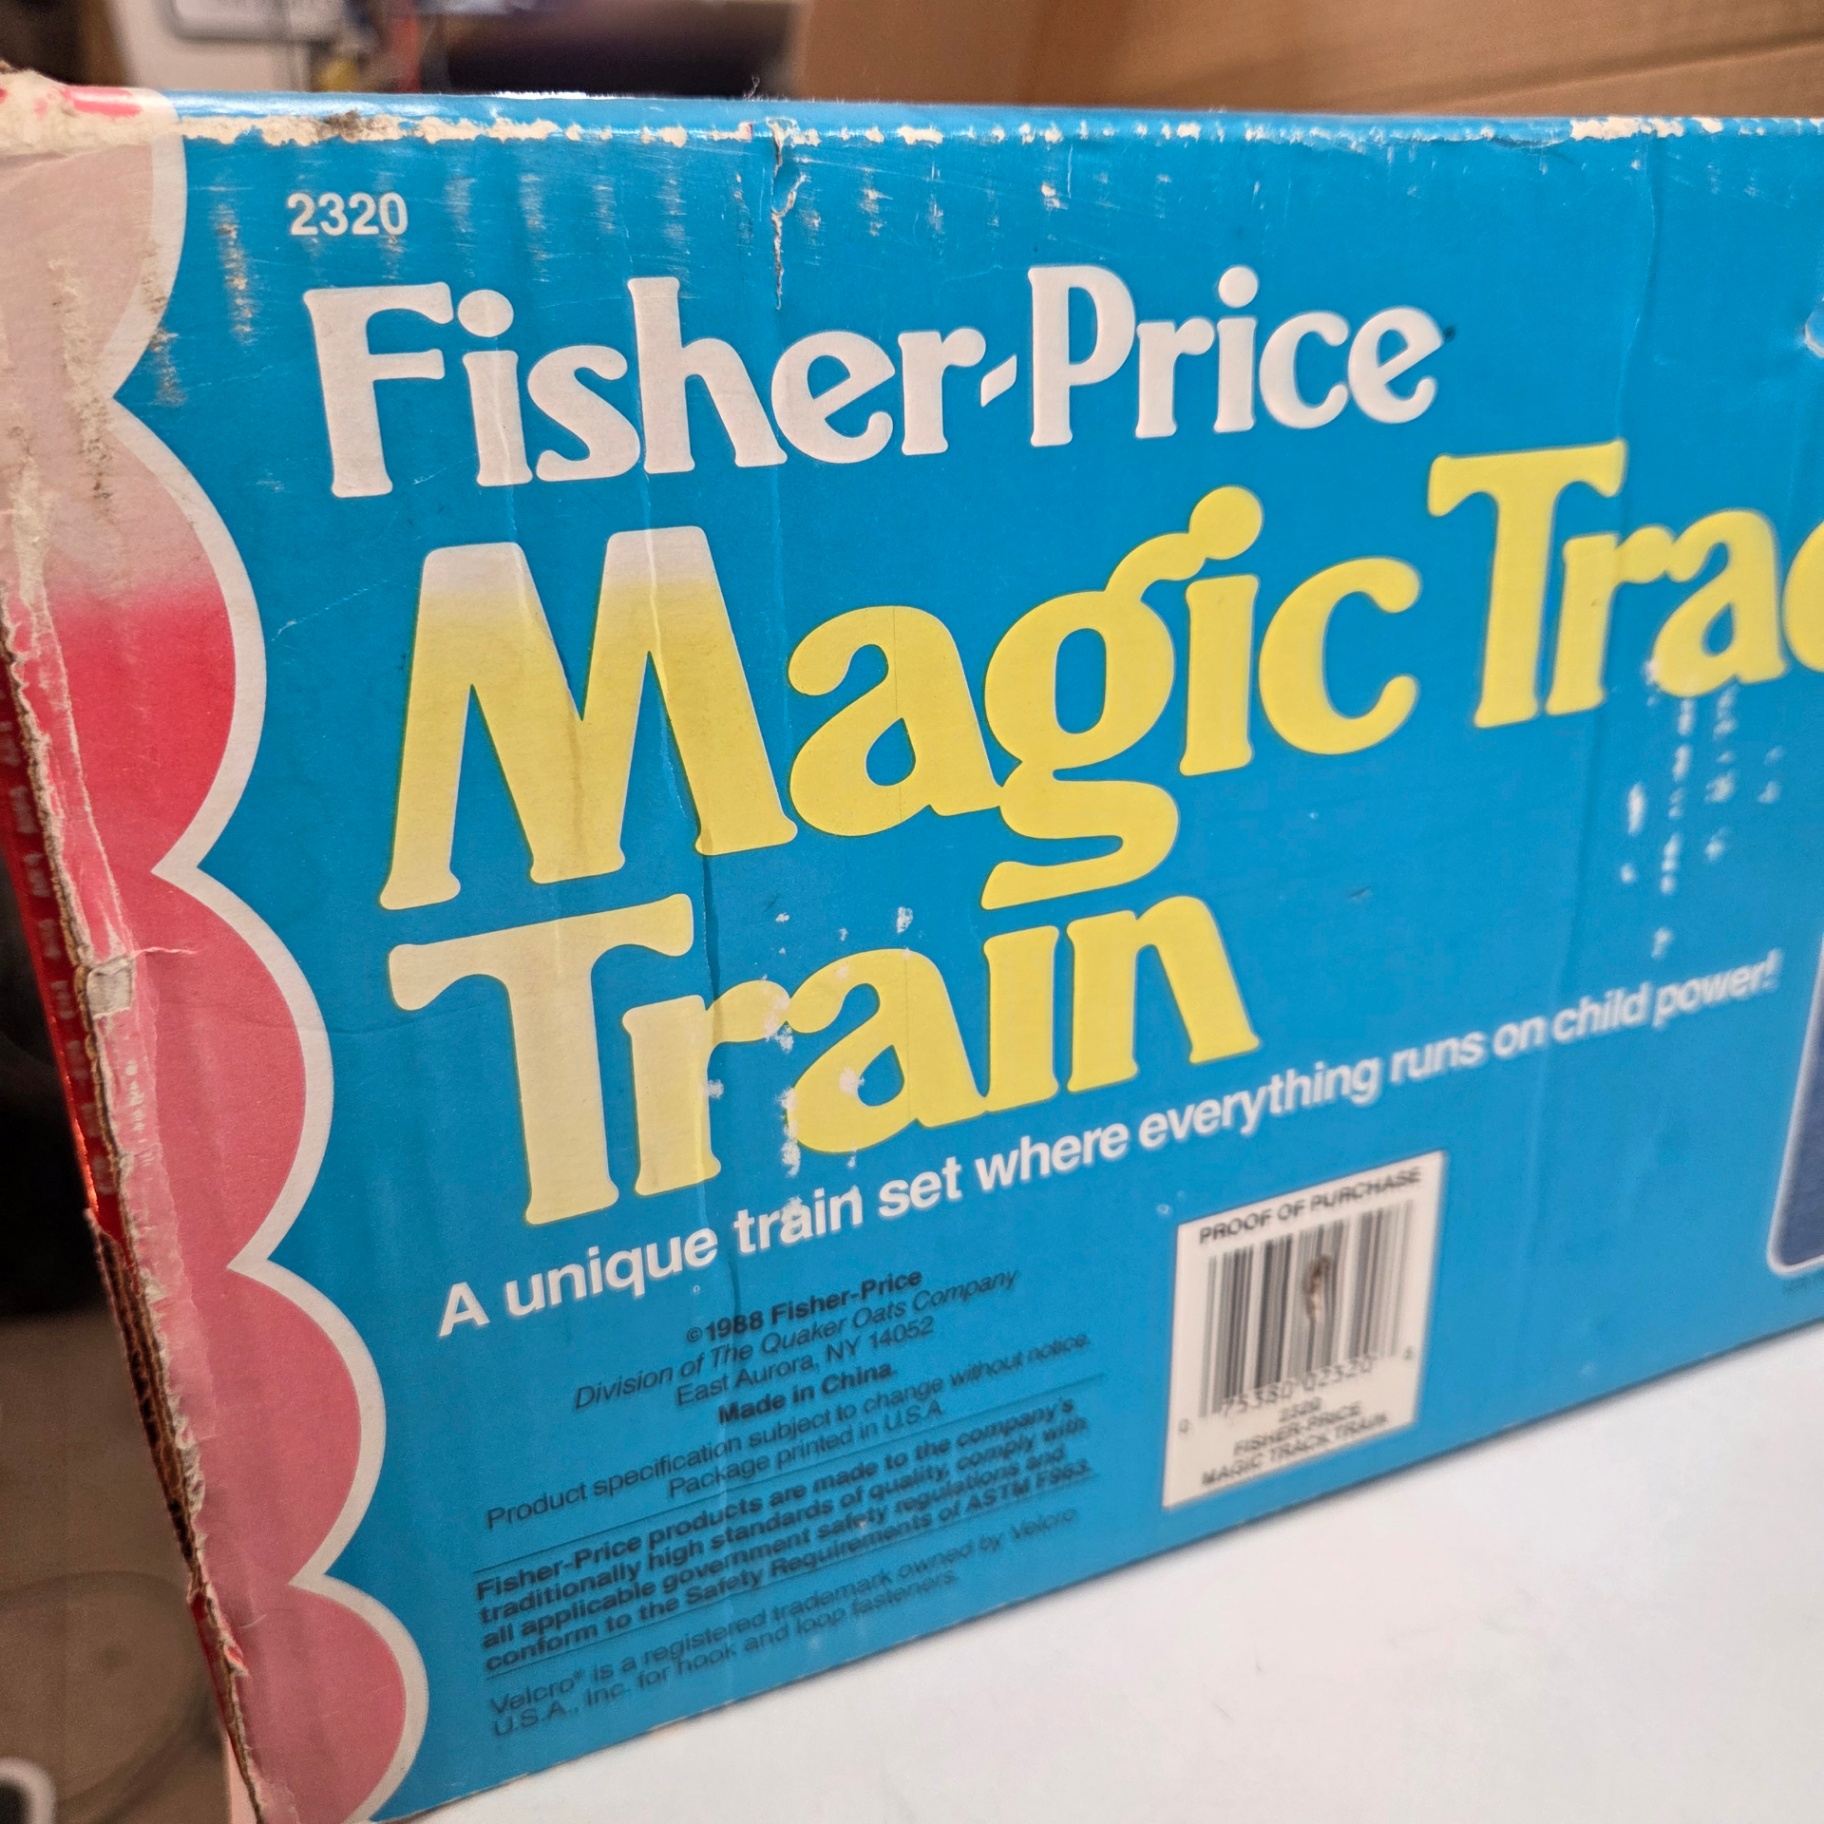 2320
Fisher-Price
Magic Trac
Train
A unique train set where everything runs on child power!
©1988 Fisher-Price
Division of The Quaker Oats Company
East Aurora, NY 14052
Made in China.
Product specification subject to change without notice.
Package printed in U.S.A.
Fisher-Price products are made to the company's
traditionally high standards of quality, comply with
all applicable government safety regulations and
conform to the Safety Requirements of ASTM F963.
Velcro® is a registered trademark owned by Velcro
U.S.A., Inc. for hook and loop fasteners.
PROOF OF PURCHASE
0 75380 02320 4
2320
FISHER-PRICE
MAGIC TRACK TRAIN